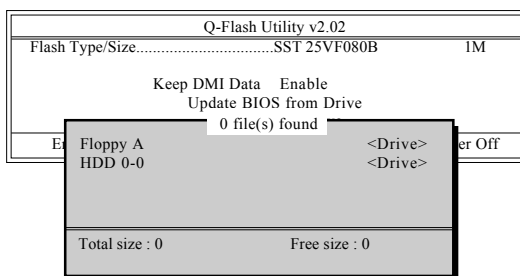 Q-Flash Utility v2.02
Flash Type/Size.................................SST 25VF080B 1M
Keep DMI Data Enable
Update BIOS from Drive
0 file(s) found
Floppy A <Drive>
HDD 0-0 <Drive>
Off
Total size : 0 Free size : 0